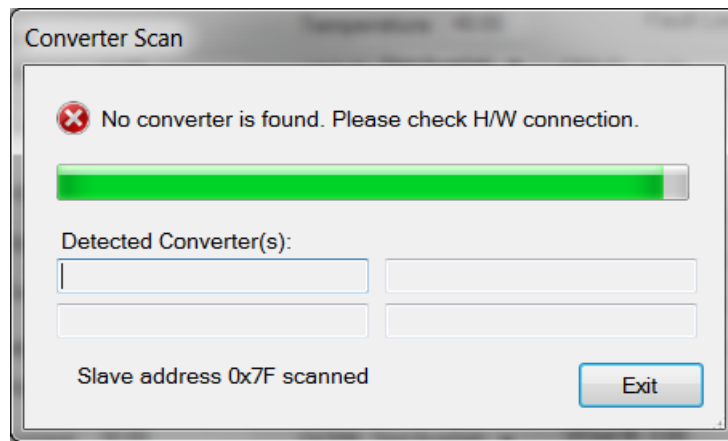 Converter Scan
No converter is found. Please check H/W connection.
Detected Converter(s):
Slave address 0x7F scanned
Exit